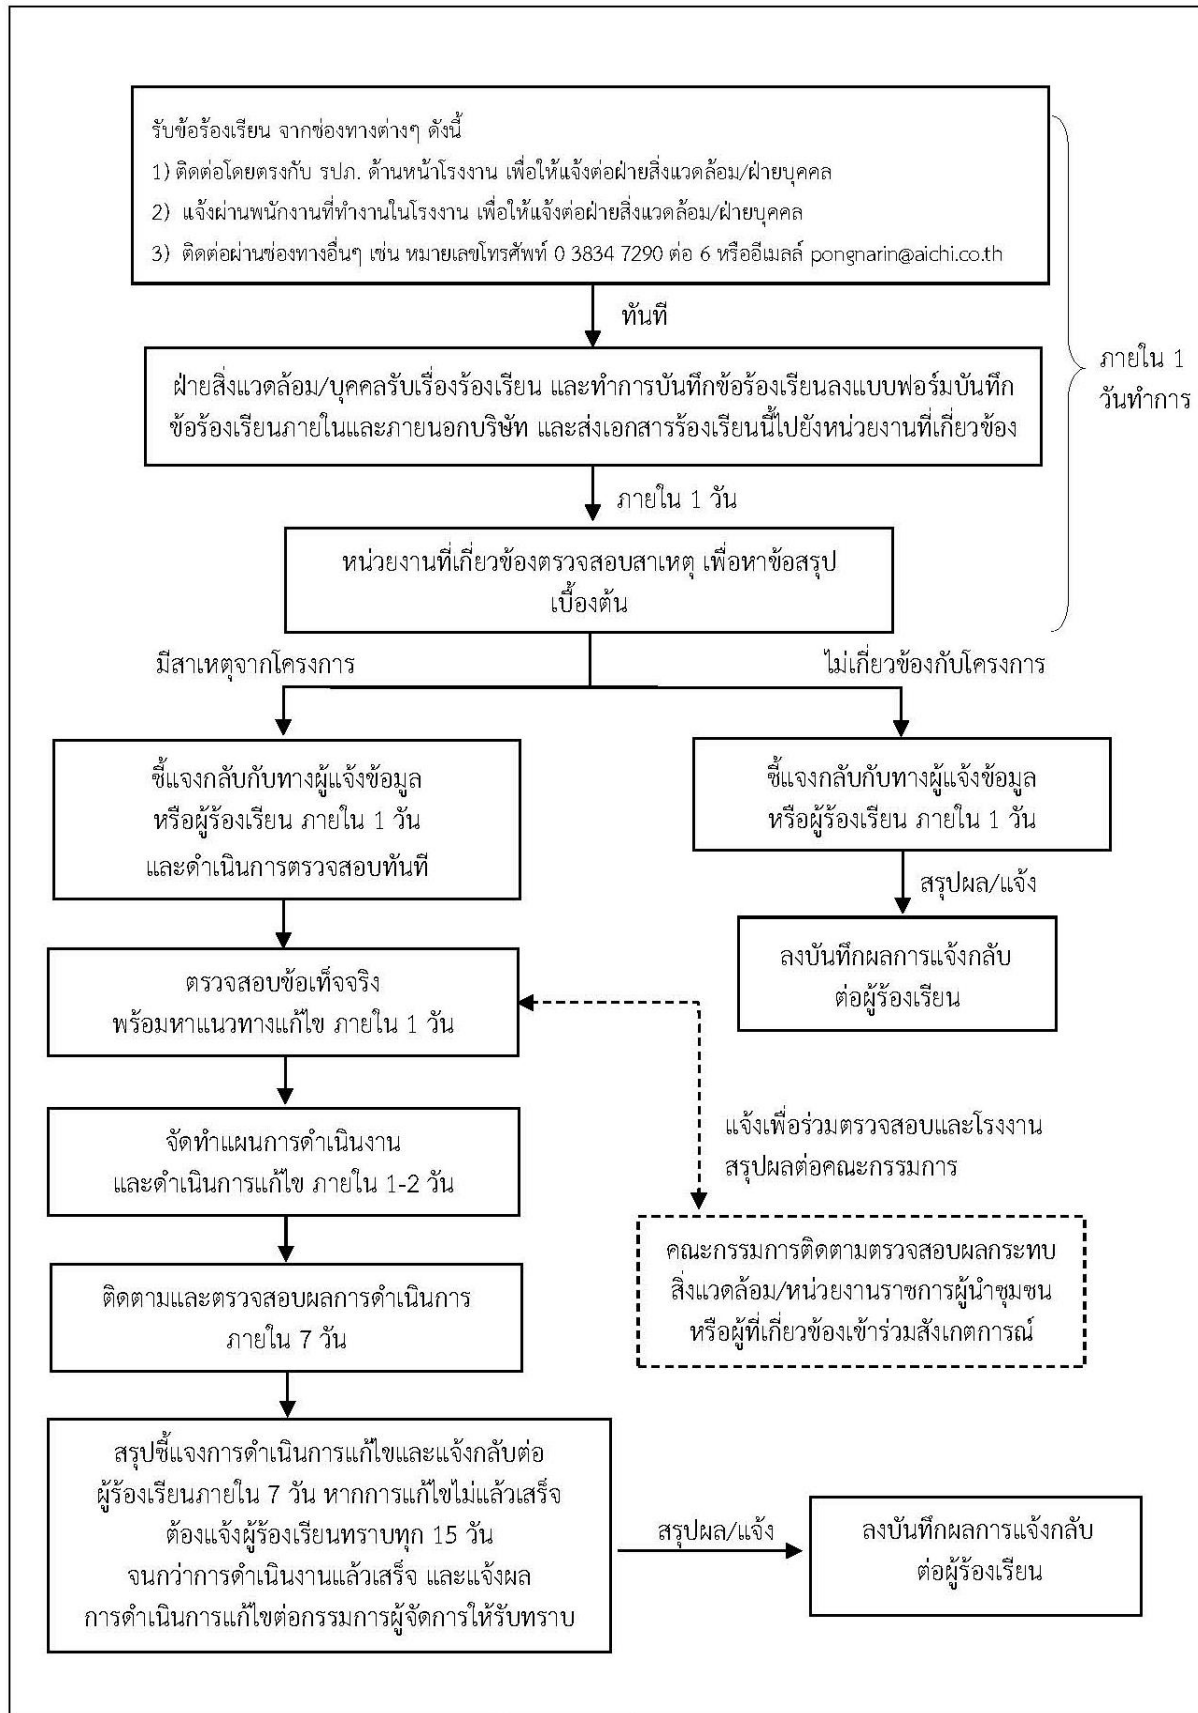 รับข้อร้องเรียน จากช่องทางต่างๆ ดังนี้
1) ติดต่อโดยตรงกับ รปภ. ด้านหน้าโรงงาน เพื่อให้แจ้งต่อฝ่ายสิ่งแวดล้อม/ฝ่ายบุคคล
2) แจ้งผ่านพนักงานที่ทำงานในโรงงาน เพื่อให้แจ้งต่อฝ่ายสิ่งแวดล้อม/ฝ่ายบุคคล
3) ติดต่อผ่านช่องทางอื่นๆ เช่น หมายเลขโทรศัพท์ 0 3834 7290 ต่อ 6 หรืออีเมลล์ pongnarin@aichi.co.th
ทันที
ภายใน 1
วันทำการ
ฝ่ายสิ่งแวดล้อม/บุคคลรับเรื่องร้องเรียน และทำการบันทึกข้อร้องเรียนลงแบบฟอร์มบันทึก
ข้อร้องเรียนภายในและภายนอกบริษัท และส่งเอกสารร้องเรียนนี้ไปยังหน่วยงานที่เกี่ยวข้อง
ภายใน 1 วัน
หน่วยงานที่เกี่ยวข้องตรวจสอบสาเหตุ เพื่อหาข้อสรุป
เบื้องต้น
มีสาเหตุจากโครงการ
ไม่เกี่ยวข้องกับโครงการ
ชี้แจงกลับกับทางผู้แจ้งข้อมูล
หรือผู้ร้องเรียน ภายใน 1 วัน
และดำเนินการตรวจสอบทันที
ชี้แจงกลับกับทางผู้แจ้งข้อมูล
หรือผู้ร้องเรียน ภายใน 1 วัน
สรุปผล/แจ้ง
ลงบันทึกผลการแจ้งกลับ
ต่อผู้ร้องเรียน
ตรวจสอบข้อเท็จจริง
พร้อมหาแนวทางแก้ไข ภายใน 1 วัน
จัดทำแผนการดำเนินงาน
และดำเนินการแก้ไข ภายใน 1-2 วัน
แจ้งเพื่อร่วมตรวจสอบและโรงงาน
สรุปผลต่อคณะกรรมการ
คณะกรรมการติดตามตรวจสอบผลกระทบ
สิ่งแวดล้อม/หน่วยงานราชการผู้นำชุมชน
หรือผู้ที่เกี่ยวข้องเข้าร่วมสังเกตการณ์
ติดตามและตรวจสอบผลการดำเนินการ
ภายใน 7 วัน
สรุปชี้แจงการดำเนินการแก้ไขและแจ้งกลับต่อ
ผู้ร้องเรียนภายใน 7 วัน หากการแก้ไขไม่แล้วเสร็จ
ต้องแจ้งผู้ร้องเรียนทราบทุก 15 วัน
จนกว่าการดำเนินงานแล้วเสร็จ และแจ้งผล
การดำเนินการแก้ไขต่อกรรมการผู้จัดการให้รับทราบ
สรุปผล/แจ้ง
ลงบันทึกผลการแจ้งกลับ
ต่อผู้ร้องเรียน